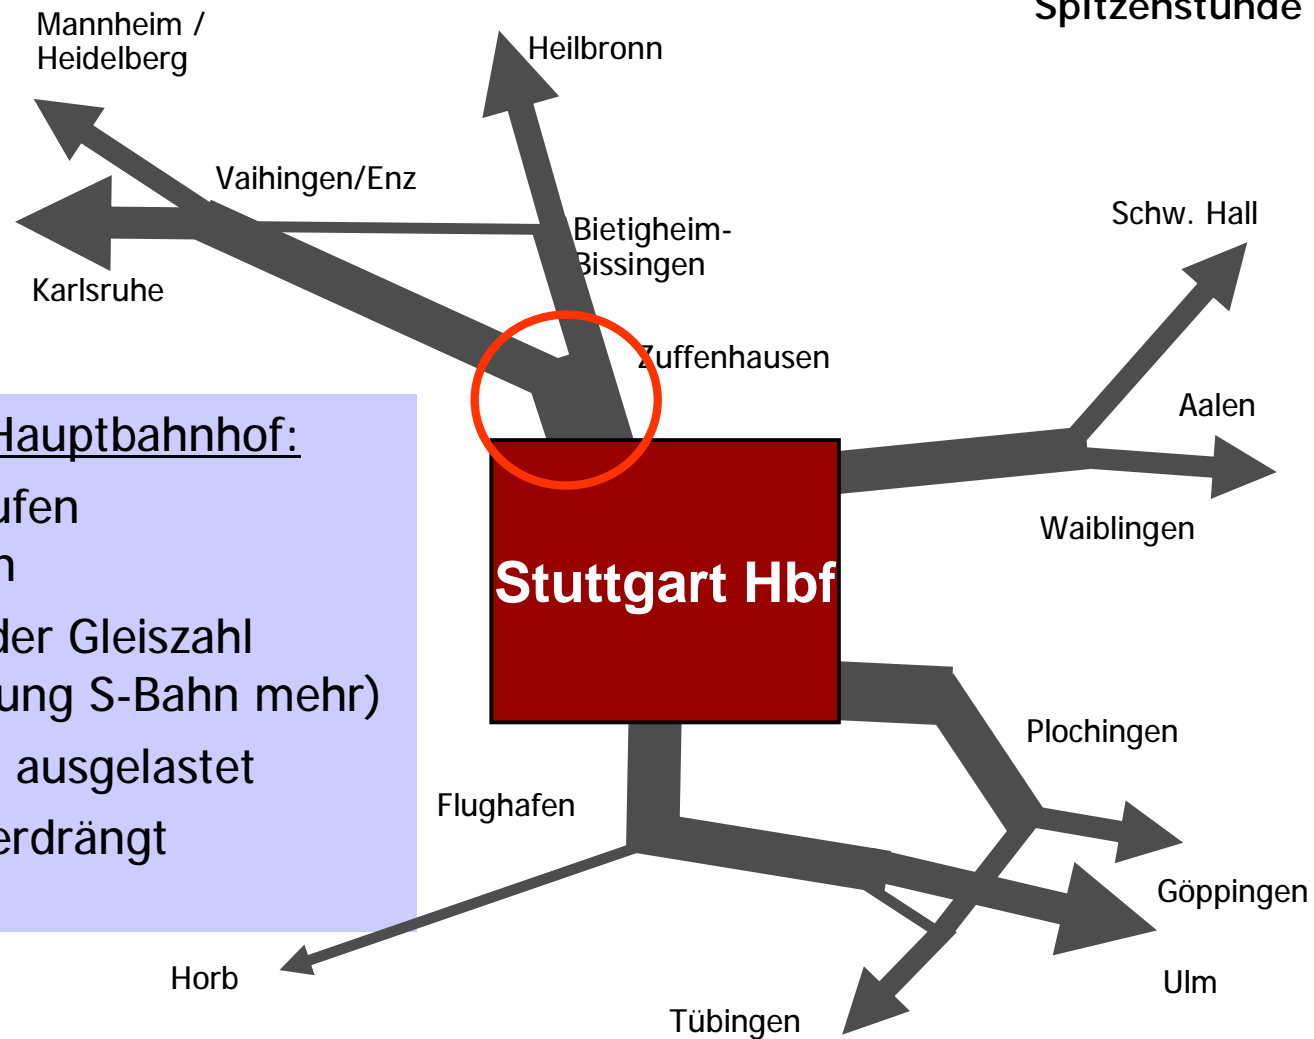 Spitzenstunde
Mannheim /
Heidelberg
Heilbronn
Vaihingen/Enz
Schw. Hall
Bietigheim-
Bissingen
Karlsruhe
Zuffenhausen
Aalen
Hauptbahnhof:
ufen
n
der Gleiszahl
ung S-Bahn mehr)
ausgelastet
erdrängt
Waiblingen
Stuttgart Hbf
Plochingen
Flughafen
Göppingen
Horb
Ulm
Tübingen